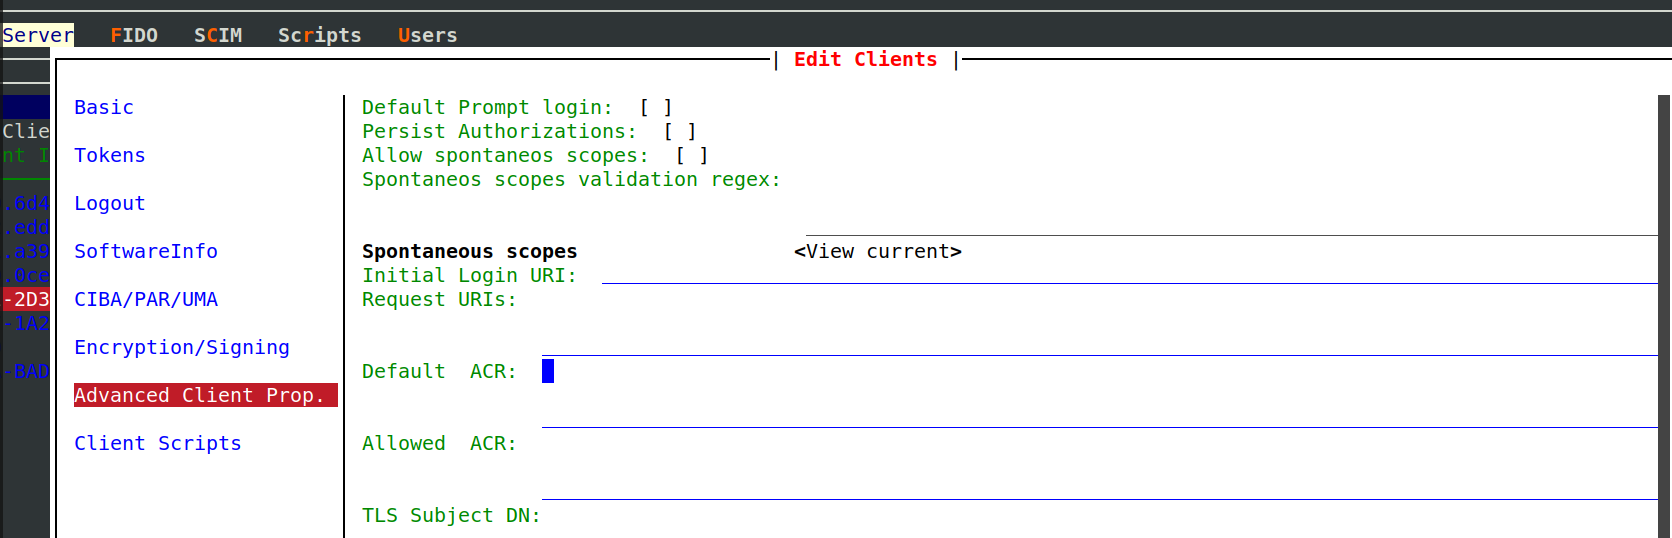 Server FIDO SCIM Scripts Users
| Edit Clients |
Basic
Tokens
Logout
SoftwareInfo
CIBA/PAR/UMA
Encryption/Signing
Advanced Client Prop.
Client Scripts
Default Prompt login: [ ]
Persist Authorizations: [ ]
Allow spontaneos scopes: [ ]
Spontaneos scopes validation regex:
Spontaneous scopes <View current>
Initial Login URI:
Request URIs:
Default ACR:
Allowed ACR:
TLS Subject DN:
Clie
nt I
.6d4
.edd
.a39
.0ce
-2D3
-1A2
-BAD